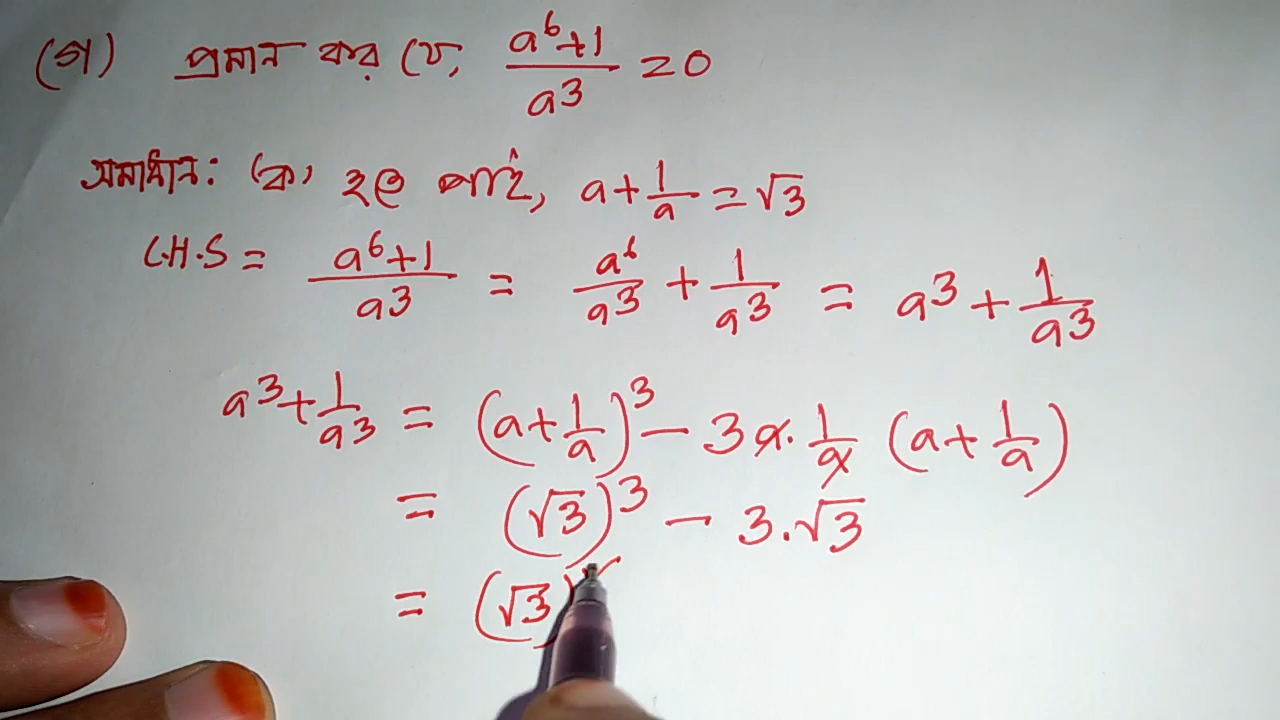 (গ) প্রমান কর যে, a⁶+1/a³ = 0
সমাধান: (ক) হতে পাই, a+1/a = √3
L.H.S = a⁶+1/a³ = a⁶/a³ + 1/a³ = a³ + 1/a³
a³+1/a³ = (a+1/a)³ − 3a·1/a (a+1/a)
= (√3)³ − 3.√3
= (√3)